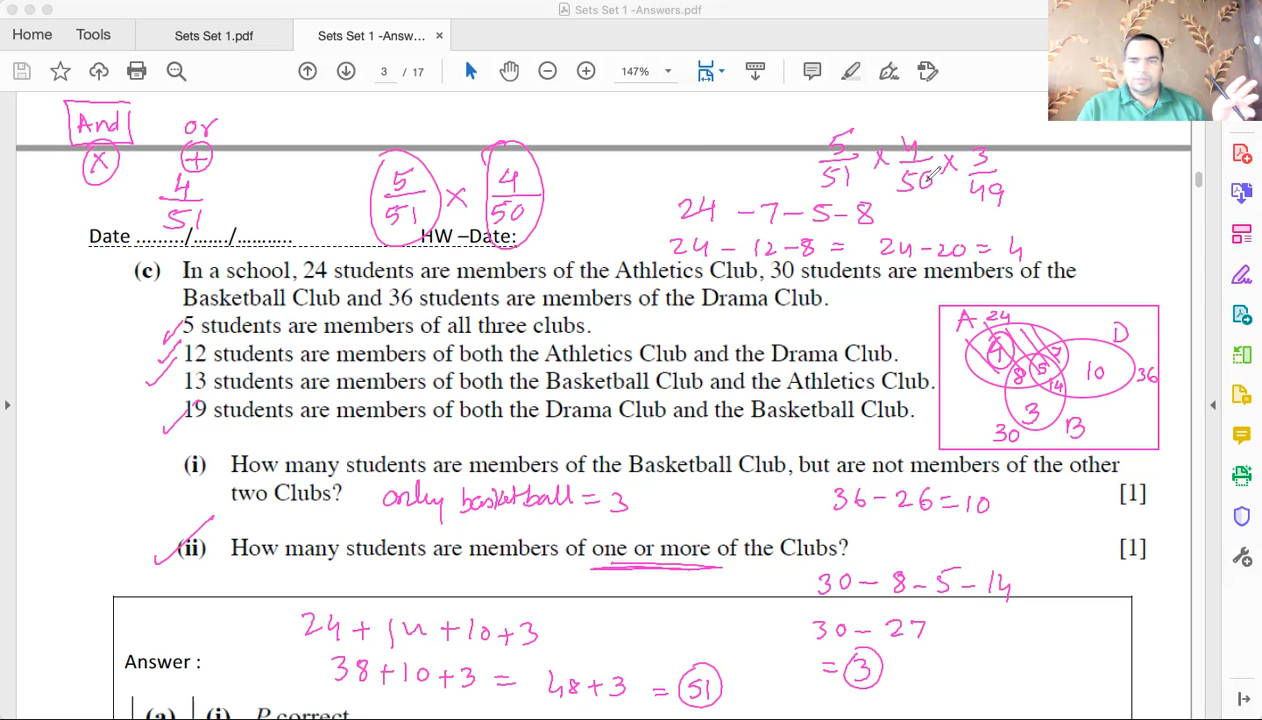 Sets Set 1 -Answers.pdf
Home Tools Sets Set 1.pdf Sets Set 1 -Answ... ×
3 / 17 147%
And or
× +
4/51
5/51 × 4/50
5/51 × 4/50 × 3/49
24 - 7 - 5 - 8
24 - 12 - 8 = 24 - 20 = 4
Date ........./......./........... HW –Date:
(c) In a school, 24 students are members of the Athletics Club, 30 students are members of the
Basketball Club and 36 students are members of the Drama Club.
5 students are members of all three clubs.
12 students are members of both the Athletics Club and the Drama Club.
13 students are members of both the Basketball Club and the Athletics Club.
19 students are members of both the Drama Club and the Basketball Club.
A 24 D
4 7 10 36
8 5 14
3
30 B
(i) How many students are members of the Basketball Club, but are not members of the other
two Clubs? [1]
only basketball = 3 36 - 26 = 10
(ii) How many students are members of one or more of the Clubs? [1]
30 - 8 - 5 - 14
30 - 27
= 3
24 + 14 + 10 + 3
Answer :
38 + 10 + 3 = 48 + 3 = 51
(a) (i) P correct